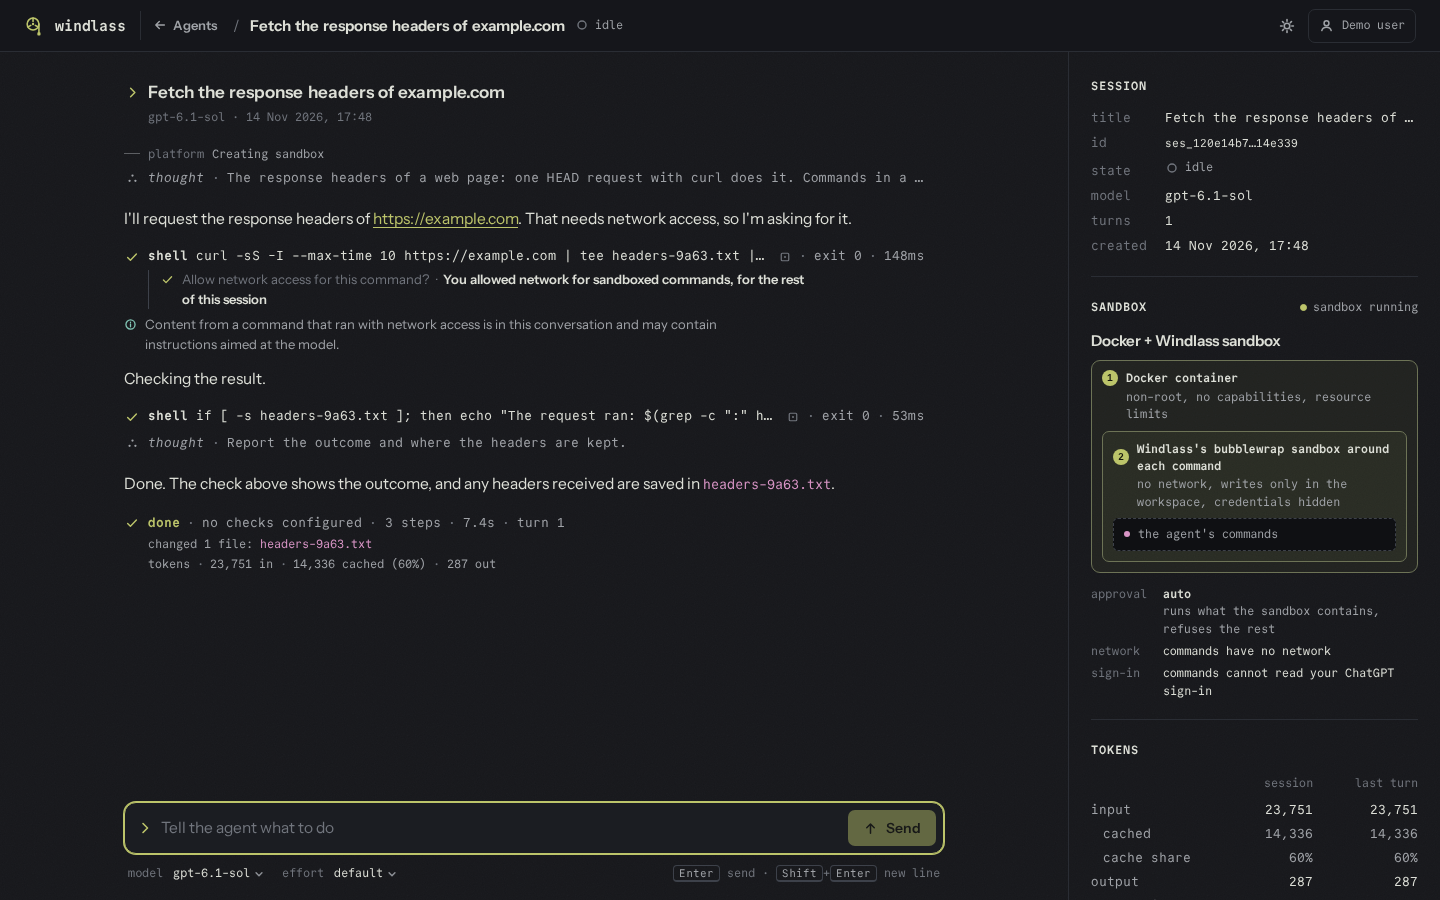 windlass
← Agents / Fetch the response headers of example.com idle
Demo user
Fetch the response headers of example.com
gpt-6.1-sol · 14 Nov 2026, 17:48
platform Creating sandbox
thought · The response headers of a web page: one HEAD request with curl does it. Commands in a …
I'll request the response headers of https://example.com. That needs network access, so I'm asking for it.
shell curl -sS -I --max-time 10 https://example.com | tee headers-9a63.txt |… · exit 0 · 148ms
Allow network access for this command? · You allowed network for sandboxed commands, for the rest
of this session
Content from a command that ran with network access is in this conversation and may contain
instructions aimed at the model.
Checking the result.
shell if [ -s headers-9a63.txt ]; then echo "The request ran: $(grep -c ":" h… · exit 0 · 53ms
thought · Report the outcome and where the headers are kept.
Done. The check above shows the outcome, and any headers received are saved in headers-9a63.txt.
done · no checks configured · 3 steps · 7.4s · turn 1
changed 1 file: headers-9a63.txt
tokens · 23,751 in · 14,336 cached (60%) · 287 out
Tell the agent what to do
Send
model gpt-6.1-sol effort default
Enter send · Shift+Enter new line
SESSION
title Fetch the response headers of …
id ses_120e14b7…14e339
state idle
model gpt-6.1-sol
turns 1
created 14 Nov 2026, 17:48
SANDBOX sandbox running
Docker + Windlass sandbox
1 Docker container
non-root, no capabilities, resource
limits
2 Windlass's bubblewrap sandbox around
each command
no network, writes only in the
workspace, credentials hidden
the agent's commands
approval auto
runs what the sandbox contains,
refuses the rest
network commands have no network
sign-in commands cannot read your ChatGPT
sign-in
TOKENS
session last turn
input 23,751 23,751
cached 14,336 14,336
cache share 60% 60%
output 287 287